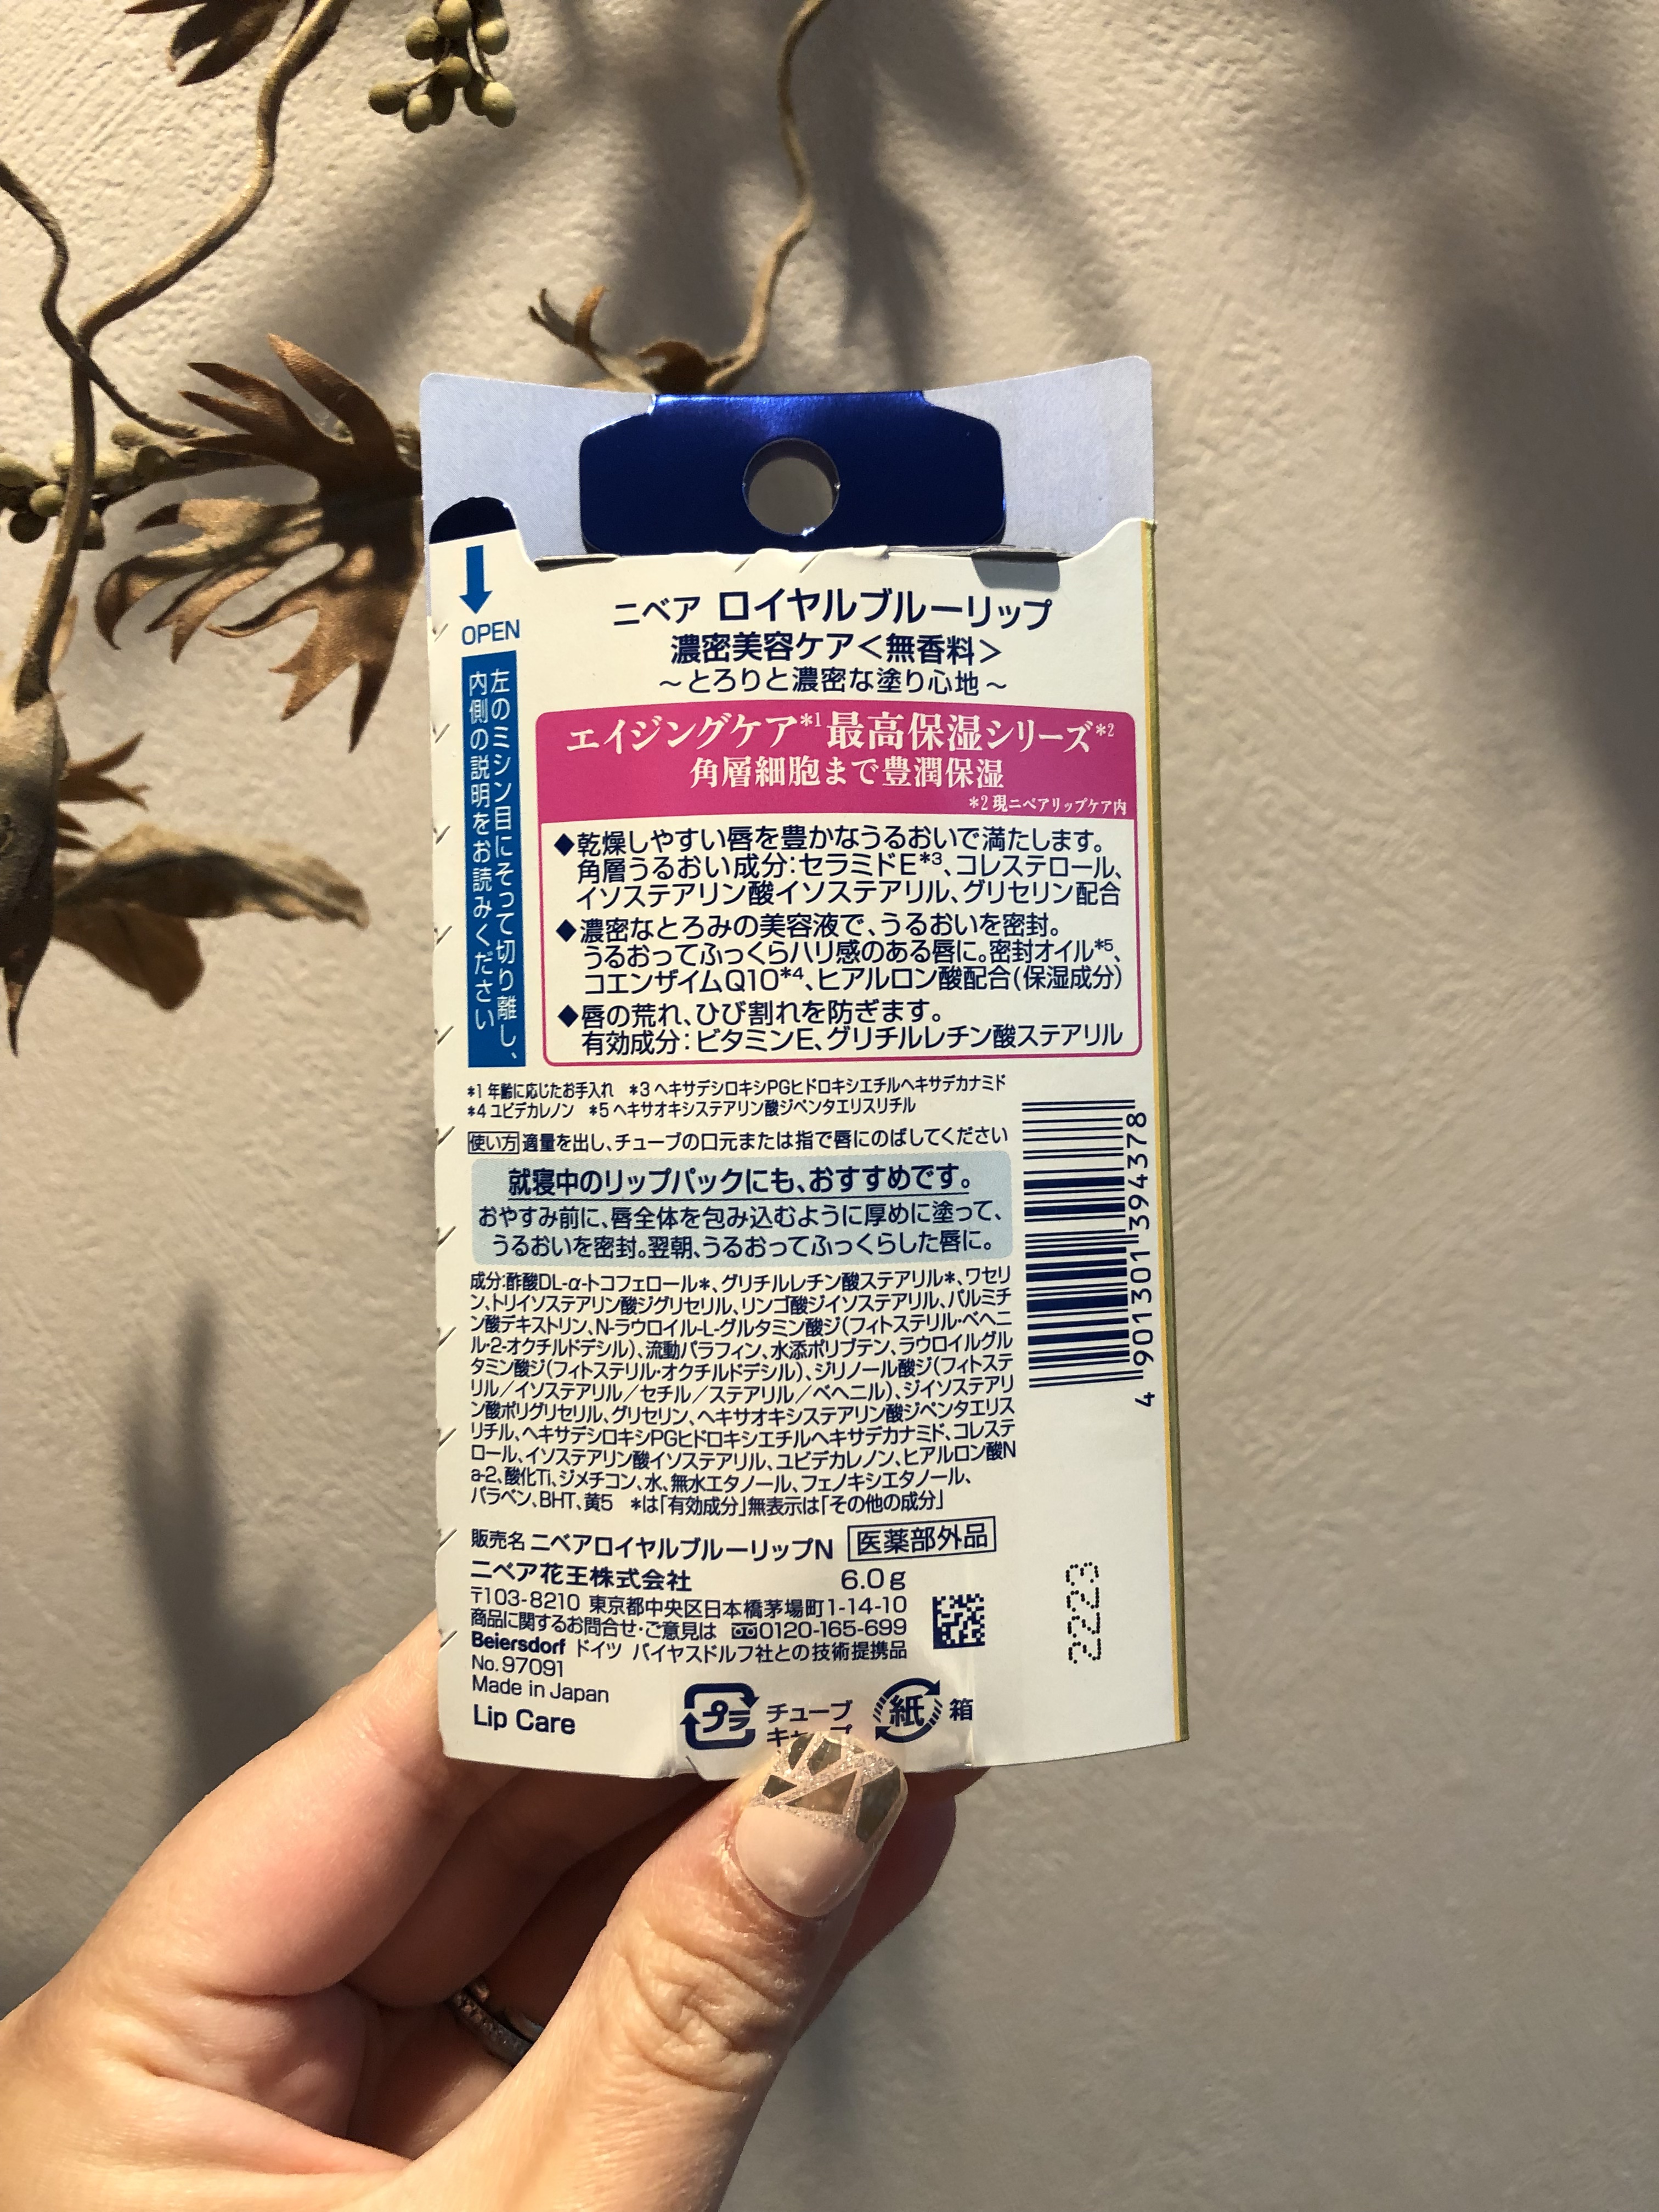 OPEN
左のミシン目にそって切り離し、
内側の説明をお読みください
ニベア ロイヤルブルーリップ
濃密美容ケア＜無香料＞
～とろりと濃密な塗り心地～
エイジングケア*1最高保湿シリーズ*2
角層細胞まで豊潤保湿
*2 現ニベアリップケア内
◆乾燥しやすい唇を豊かなうるおいで満たします。
角層うるおい成分：セラミドE*3、コレステロール、
イソステアリン酸イソステアリル、グリセリン配合
◆濃密なとろみの美容液で、うるおいを密封。
うるおってふっくらハリ感のある唇に。密封オイル*5、
コエンザイムQ10*4、ヒアルロン酸配合(保湿成分)
◆唇の荒れ、ひび割れを防ぎます。
有効成分：ビタミンE、グリチルレチン酸ステアリル
*1 年齢に応じたお手入れ *3 ヘキサデシロキシPGヒドロキシエチルヘキサデカナミド
*4 ユビデカレノン *5 ヘキサオキシステアリン酸ジペンタエリスリチル
使い方 適量を出し、チューブの口元または指で唇にのばしてください
就寝中のリップパックにも、おすすめです。
おやすみ前に、唇全体を包み込むように厚めに塗って、
うるおいを密封。翌朝、うるおってふっくらした唇に。
成分:酢酸DL-α-トコフェロール*、グリチルレチン酸ステアリル*、ワセリ
ン、トリイソステアリン酸ジグリセリル、リンゴ酸ジイソステアリル、パルミチ
ン酸デキストリン、N-ラウロイル-L-グルタミン酸ジ(フィトステリル・ベヘニ
ル・2-オクチルドデシル)、流動パラフィン、水添ポリブテン、ラウロイルグル
タミン酸ジ(フィトステリル・オクチルドデシル)、ジリノール酸ジ(フィトステ
リル／イソステアリル／セチル／ステアリル／ベヘニル)、ジイソステアリ
ン酸ポリグリセリル、グリセリン、ヘキサオキシステアリン酸ジペンタエリス
リチル、ヘキサデシロキシPGヒドロキシエチルヘキサデカナミド、コレステ
ロール、イソステアリン酸イソステアリル、ユビデカレノン、ヒアルロン酸N
a-2、酸化Ti、ジメチコン、水、無水エタノール、フェノキシエタノール、
パラベン、BHT、黄5 *は「有効成分」無表示は「その他の成分」
販売名 ニベアロイヤルブルーリップN 医薬部外品
ニベア花王株式会社 6.0g
〒103-8210 東京都中央区日本橋茅場町1-14-10
商品に関するお問合せ・ご意見は 0120-165-699
Beiersdorf ドイツ バイヤスドルフ社との技術提携品
No.97091
Made in Japan
Lip Care
プラ チューブ
キャップ
紙 箱
4 901301 394378
2223